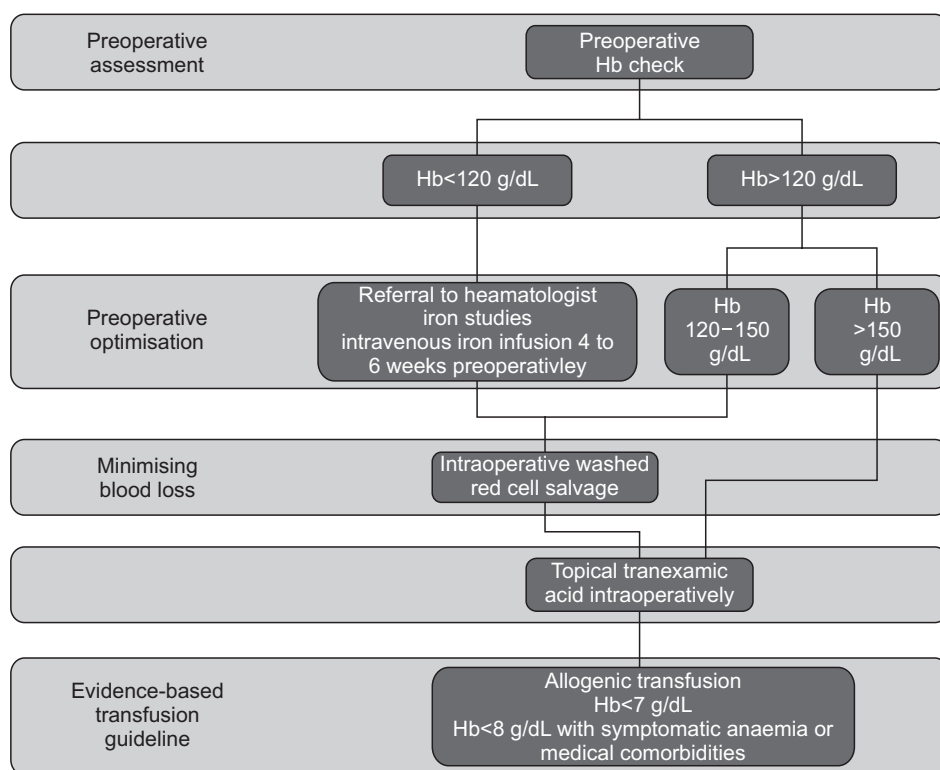 Preoperative
assessment
Preoperative
Hb check
Hb<120 g/dL
Hb>120 g/dL
Preoperative
optimisation
Referral to heamatologist
iron studies
intravenous iron infusion 4 to
6 weeks preoperativley
Hb
120–150
g/dL
Hb
>150
g/dL
Minimising
blood loss
Intraoperative washed
red cell salvage
Topical tranexamic
acid intraoperatively
Evidence-based
transfusion
guideline
Allogenic transfusion
Hb<7 g/dL
Hb<8 g/dL with symptomatic anaemia or
medical comorbidities